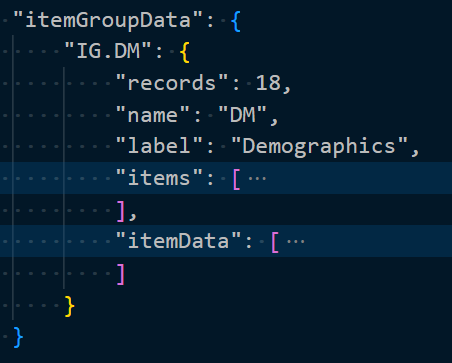 "itemGroupData": {
"IG.DM": {
"records": 18,
"name": "DM",
"label": "Demographics",
"items": [ ⋯
],
"itemData": [ ⋯
]
}
}